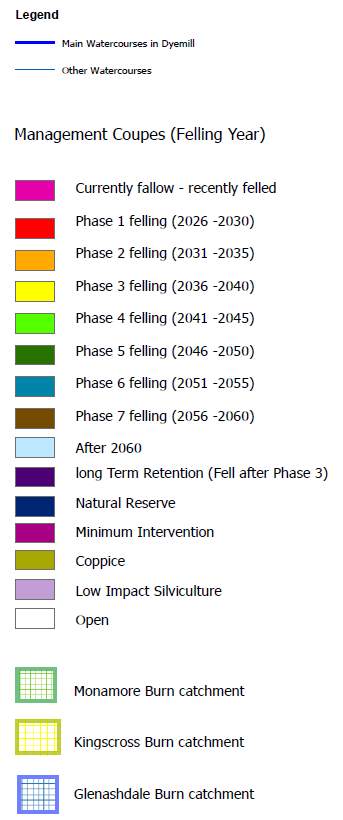 Legend
Main Watercourses in Dyemill
Other Watercourses
Management Coupes (Felling Year)
Currently fallow - recently felled
Phase 1 felling (2026 -2030)
Phase 2 felling (2031 -2035)
Phase 3 felling (2036 -2040)
Phase 4 felling (2041 -2045)
Phase 5 felling (2046 -2050)
Phase 6 felling (2051 -2055)
Phase 7 felling (2056 -2060)
After 2060
long Term Retention (Fell after Phase 3)
Natural Reserve
Minimum Intervention
Coppice
Low Impact Silviculture
Open
Monamore Burn catchment
Kingscross Burn catchment
Glenashdale Burn catchment